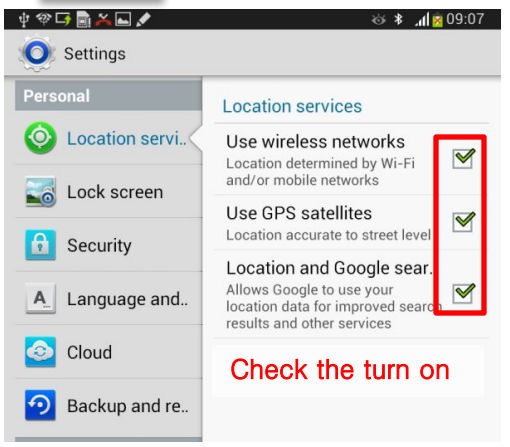 09:07
Settings
Personal
Location servi..
Lock screen
Security
A
Language and..
Cloud
Backup and re..
Location services
Use wireless networks
Location determined by Wi-Fi
and/or mobile networks
Use GPS satellites
Location accurate to street level
Location and Google sear.
Allows Google to use your
location data for improved search
results and other services
Check the turn on